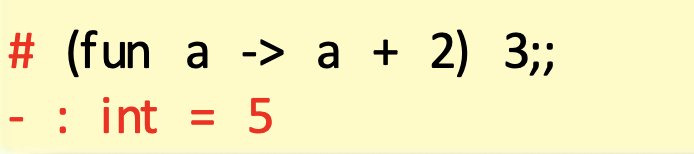 # (fun a -> a + 2) 3;;
- : int = 5